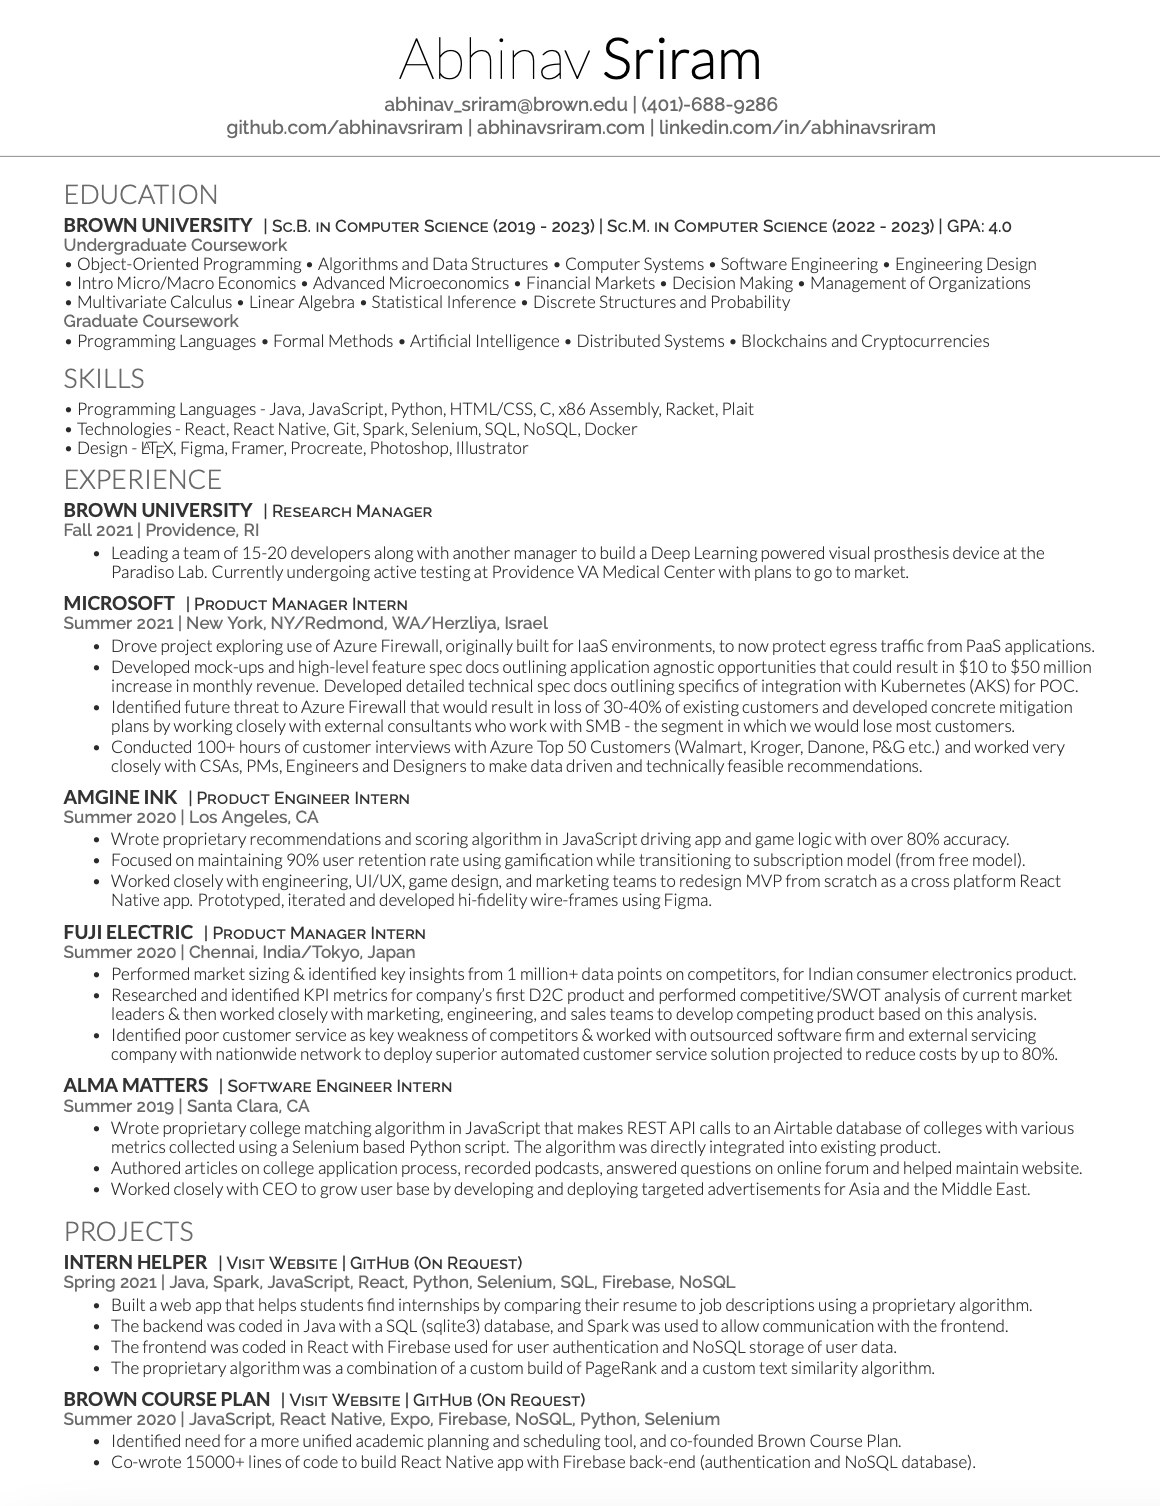 Abhinav Sriram
abhinav_sriram@brown.edu | (401)-688-9286
github.com/abhinavsriram | abhinavsriram.com | linkedin.com/in/abhinavsriram
EDUCATION
BROWN UNIVERSITY | Sc.B. in Computer Science (2019 - 2023) | Sc.M. in Computer Science (2022 - 2023) | GPA: 4.0
Undergraduate Coursework
• Object-Oriented Programming • Algorithms and Data Structures • Computer Systems • Software Engineering • Engineering Design
• Intro Micro/Macro Economics • Advanced Microeconomics • Financial Markets • Decision Making • Management of Organizations
• Multivariate Calculus • Linear Algebra • Statistical Inference • Discrete Structures and Probability
Graduate Coursework
• Programming Languages • Formal Methods • Artificial Intelligence • Distributed Systems • Blockchains and Cryptocurrencies
SKILLS
• Programming Languages - Java, JavaScript, Python, HTML/CSS, C, x86 Assembly, Racket, Plait
• Technologies - React, React Native, Git, Spark, Selenium, SQL, NoSQL, Docker
• Design - LATEX, Figma, Framer, Procreate, Photoshop, Illustrator
EXPERIENCE
BROWN UNIVERSITY | Research Manager
Fall 2021 | Providence, RI
• Leading a team of 15-20 developers along with another manager to build a Deep Learning powered visual prosthesis device at the
Paradiso Lab. Currently undergoing active testing at Providence VA Medical Center with plans to go to market.
MICROSOFT | Product Manager Intern
Summer 2021 | New York, NY/Redmond, WA/Herzliya, Israel
• Drove project exploring use of Azure Firewall, originally built for IaaS environments, to now protect egress traffic from PaaS applications.
• Developed mock-ups and high-level feature spec docs outlining application agnostic opportunities that could result in $10 to $50 million
increase in monthly revenue. Developed detailed technical spec docs outlining specifics of integration with Kubernetes (AKS) for POC.
• Identified future threat to Azure Firewall that would result in loss of 30-40% of existing customers and developed concrete mitigation
plans by working closely with external consultants who work with SMB - the segment in which we would lose most customers.
• Conducted 100+ hours of customer interviews with Azure Top 50 Customers (Walmart, Kroger, Danone, P&G etc.) and worked very
closely with CSAs, PMs, Engineers and Designers to make data driven and technically feasible recommendations.
AMGINE INK | Product Engineer Intern
Summer 2020 | Los Angeles, CA
• Wrote proprietary recommendations and scoring algorithm in JavaScript driving app and game logic with over 80% accuracy.
• Focused on maintaining 90% user retention rate using gamification while transitioning to subscription model (from free model).
• Worked closely with engineering, UI/UX, game design, and marketing teams to redesign MVP from scratch as a cross platform React
Native app. Prototyped, iterated and developed hi-fidelity wire-frames using Figma.
FUJI ELECTRIC | Product Manager Intern
Summer 2020 | Chennai, India/Tokyo, Japan
• Performed market sizing & identified key insights from 1 million+ data points on competitors, for Indian consumer electronics product.
• Researched and identified KPI metrics for company's first D2C product and performed competitive/SWOT analysis of current market
leaders & then worked closely with marketing, engineering, and sales teams to develop competing product based on this analysis.
• Identified poor customer service as key weakness of competitors & worked with outsourced software firm and external servicing
company with nationwide network to deploy superior automated customer service solution projected to reduce costs by up to 80%.
ALMA MATTERS | Software Engineer Intern
Summer 2019 | Santa Clara, CA
• Wrote proprietary college matching algorithm in JavaScript that makes REST API calls to an Airtable database of colleges with various
metrics collected using a Selenium based Python script. The algorithm was directly integrated into existing product.
• Authored articles on college application process, recorded podcasts, answered questions on online forum and helped maintain website.
• Worked closely with CEO to grow user base by developing and deploying targeted advertisements for Asia and the Middle East.
PROJECTS
INTERN HELPER | Visit Website | GitHub (On Request)
Spring 2021 | Java, Spark, JavaScript, React, Python, Selenium, SQL, Firebase, NoSQL
• Built a web app that helps students find internships by comparing their resume to job descriptions using a proprietary algorithm.
• The backend was coded in Java with a SQL (sqlite3) database, and Spark was used to allow communication with the frontend.
• The frontend was coded in React with Firebase used for user authentication and NoSQL storage of user data.
• The proprietary algorithm was a combination of a custom build of PageRank and a custom text similarity algorithm.
BROWN COURSE PLAN | Visit Website | GitHub (On Request)
Summer 2020 | JavaScript, React Native, Expo, Firebase, NoSQL, Python, Selenium
• Identified need for a more unified academic planning and scheduling tool, and co-founded Brown Course Plan.
• Co-wrote 15000+ lines of code to build React Native app with Firebase back-end (authentication and NoSQL database).